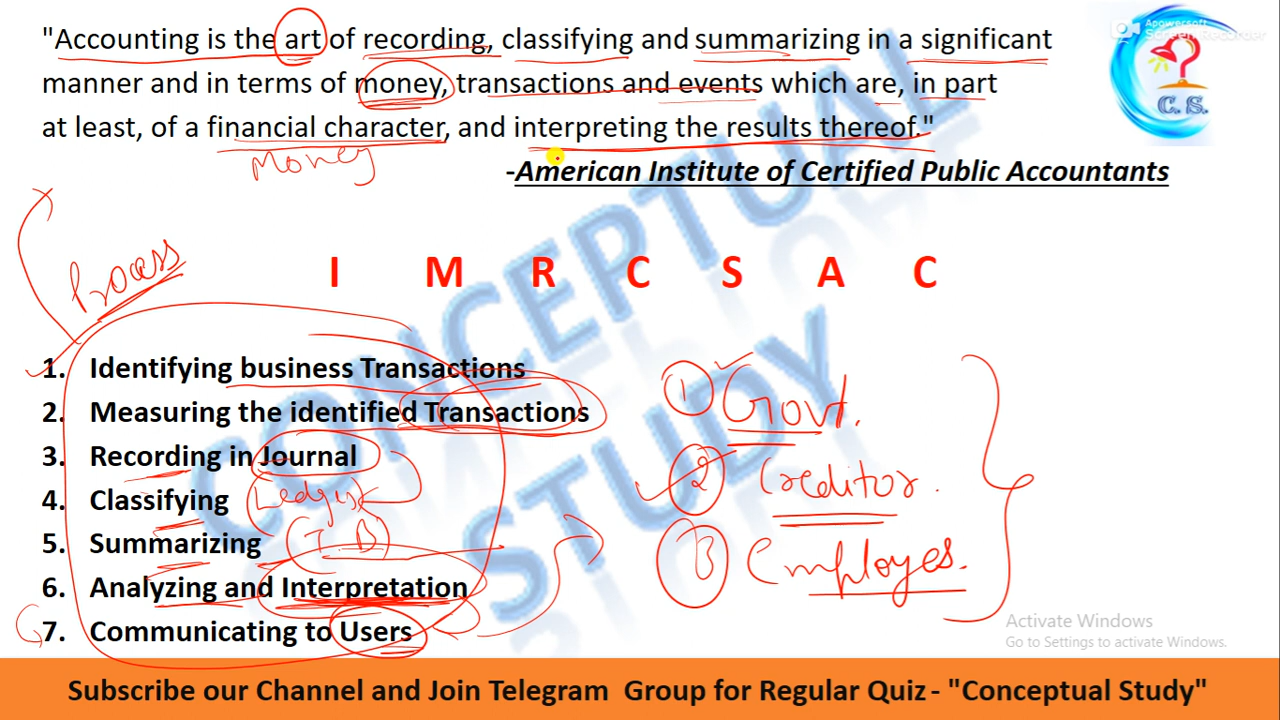 "Accounting is the art of recording, classifying and summarizing in a significant
manner and in terms of money, transactions and events which are, in part
at least, of a financial character, and interpreting the results thereof."
Money
-American Institute of Certified Public Accountants
Apowersoft
Screen Recorder
C. S.
Process
I M R C S A C
1. Identifying business Transactions
2. Measuring the identified Transactions
3. Recording in Journal
4. Classifying (Ledger)
5. Summarizing (T.B)
6. Analyzing and Interpretation
7. Communicating to Users
1 Govt.
2 Creditor.
3 Employes.
CONCEPTUAL
STUDY
Activate Windows
Go to Settings to activate Windows.
Subscribe our Channel and Join Telegram Group for Regular Quiz - "Conceptual Study"